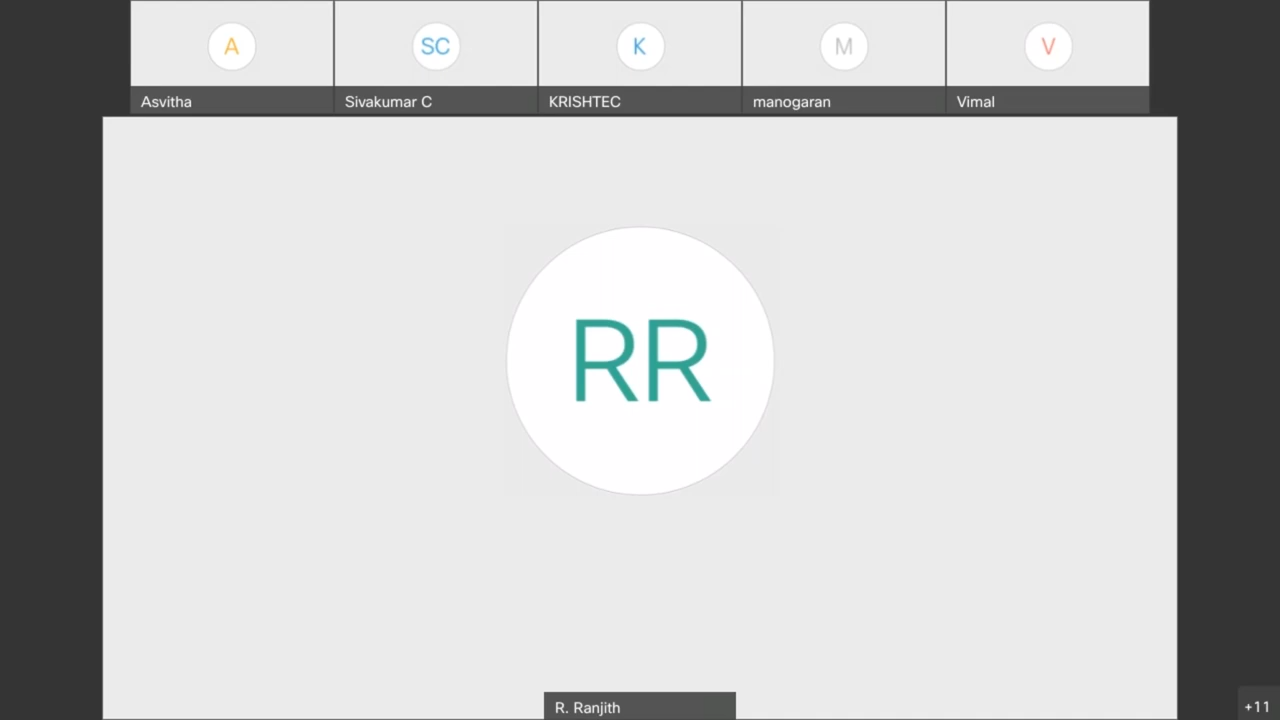 A
SC
K
M
V
Asvitha
Sivakumar C
KRISHTEC
manogaran
Vimal
RR
R. Ranjith
+11